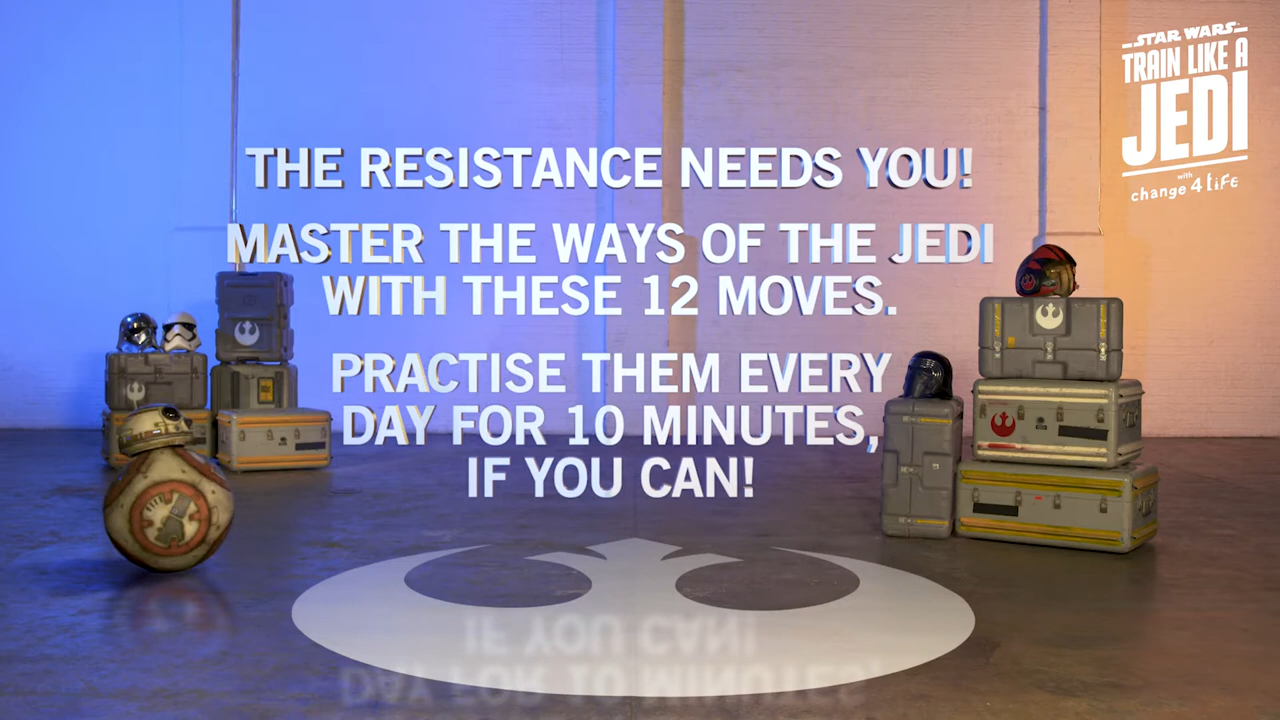 STAR WARS
TRAIN LIKE A
JEDI
with
change 4 LiFE
THE RESISTANCE NEEDS YOU!
MASTER THE WAYS OF THE JEDI
WITH THESE 12 MOVES.
PRACTISE THEM EVERY
DAY FOR 10 MINUTES,
IF YOU CAN!